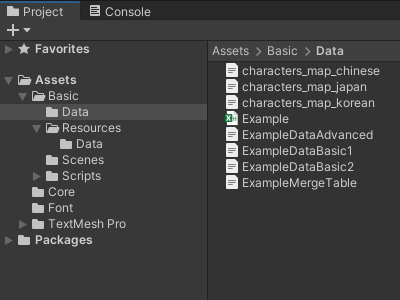 Project
Console
Favorites
Assets
Basic
Data
Resources
Data
Scenes
Scripts
Core
Font
TextMesh Pro
Packages
Assets > Basic > Data
characters_map_chinese
characters_map_japan
characters_map_korean
Example
ExampleDataAdvanced
ExampleDataBasic1
ExampleDataBasic2
ExampleMergeTable